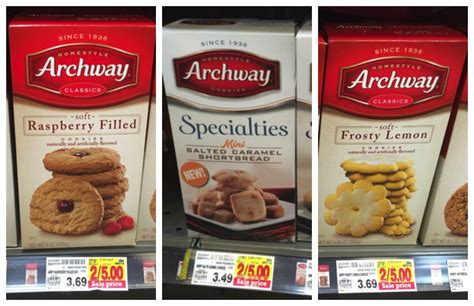 SINCE 1936
HOMESTYLE
Archway
CLASSICS
soft
Raspberry Filled
COOKIES
naturally and artificially flavored
3.69
2/5.00
Sale price
SINCE 1936
HOMESTYLE
Archway
COOKIES
Specialties
Mini
SALTED CARAMEL
SHORTBREAD
NEW!
3.49
2/5.00
Sale price
SINCE 1936
HOMESTYLE
Archway
CLASSICS
soft
Frosty Lemon
COOKIES
naturally and artificially flavored
3.69
2/5.00
Sale price